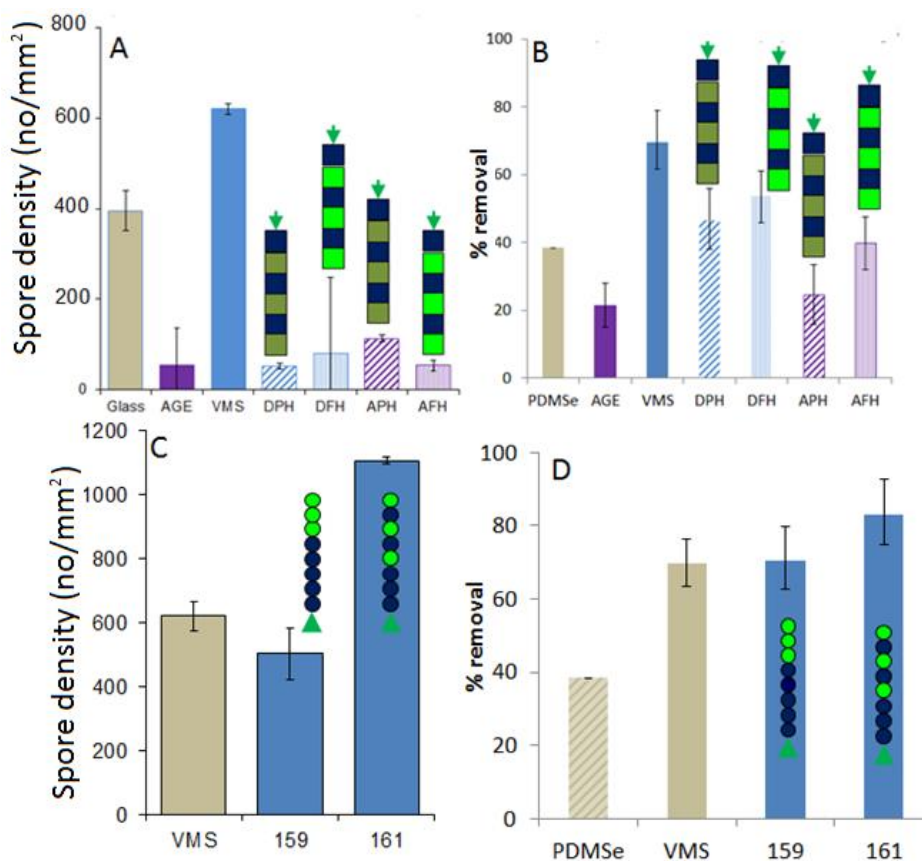 A
Spore density (no/mm²)
800
600
400
200
0
Glass AGE VMS DPH DFH APH AFH
B
% removal
100
80
60
40
20
0
PDMSe AGE VMS DPH DFH APH AFH
C
Spore density (no/mm²)
1200
1000
800
600
400
200
0
VMS 159 161
D
% removal
100
80
60
40
20
0
PDMSe VMS 159 161